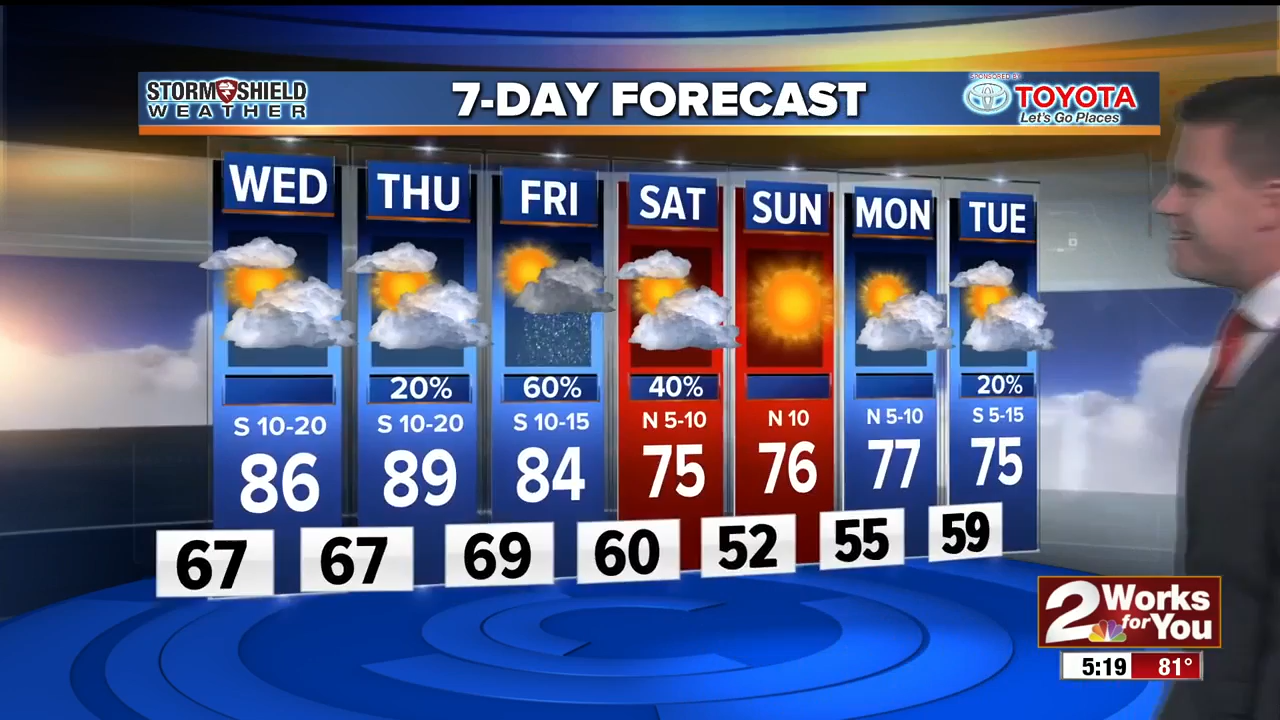 STORM SHIELD
WEATHER
7-DAY FORECAST
SPONSORED BY
TOYOTA
Let's Go Places
WED THU FRI SAT SUN MON TUE
20% 60% 40% 20%
S 10-20 S 10-20 S 10-15 N 5-10 N 10 N 5-10 S 5-15
86 89 84 75 76 77 75
67 67 69 60 52 55 59
2 Works
for You
5:19 81°